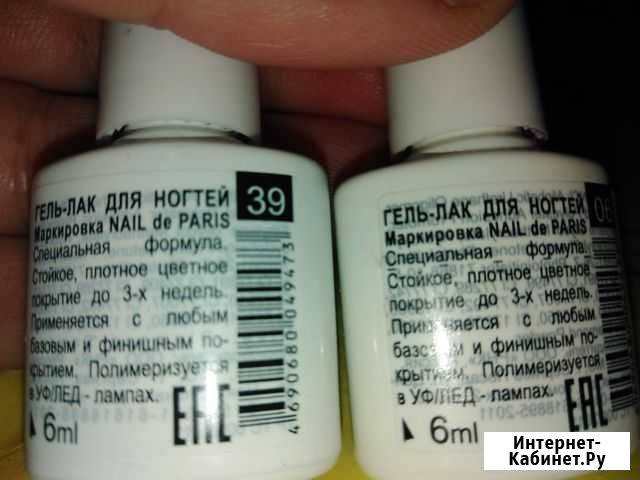 ГЕЛЬ-ЛАК ДЛЯ НОГТЕЙ 39
Маркировка NAIL de PARIS
Специальная формула.
Стойкое, плотное цветное
покрытие до 3-х недель.
Применяется с любым
базовым и финишным по-
крытием. Полимеризуется
в УФ/ЛЕД - лампах.
6ml EAC
4690680049473
ГЕЛЬ-ЛАК ДЛЯ НОГТЕЙ
Маркировка NAIL de PARIS
Специальная формула.
Стойкое, плотное цветное
покрытие до 3-х недель.
Применяется с любым
базовым и финишным по-
крытием. Полимеризуется
в УФ/ЛЕД - лампах.
6ml EAC
Интернет-
Кабинет.Ру